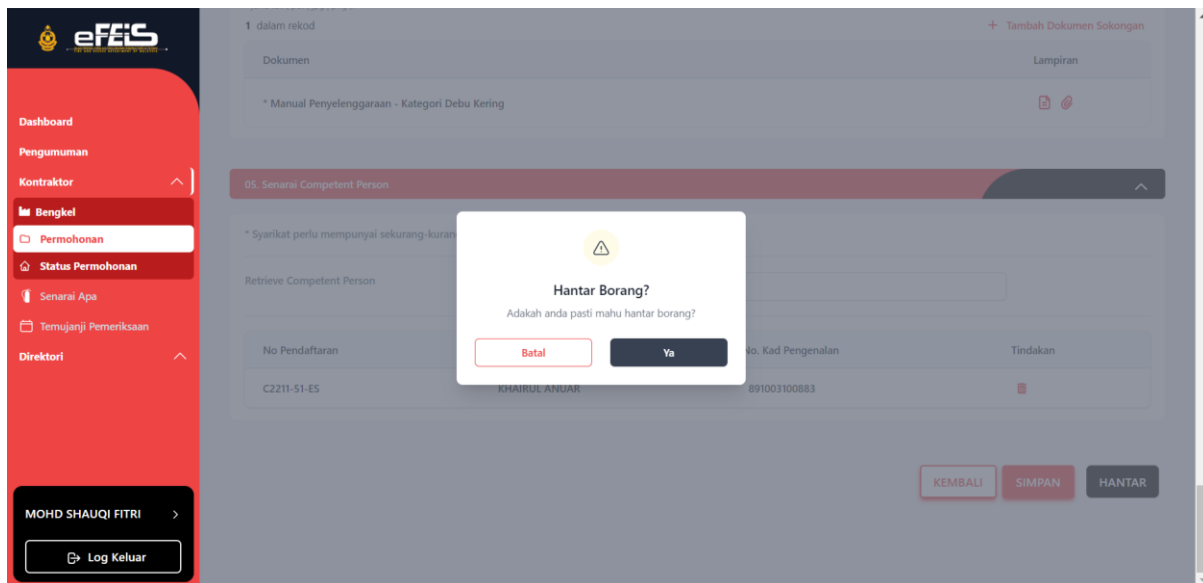 eFEiS
Dashboard
Pengumuman
Kontraktor
Bengkel
Permohonan
Status Permohonan
Senarai Apa
Temujanji Pemeriksaan
Direktori
MOHD SHAUQI FITRI
Log Keluar
1 dalam rekod
+ Tambah Dokumen Sokongan
Dokumen Lampiran
* Manual Penyelenggaraan - Kategori Debu Kering
05. Senarai Competent Person
* Syarikat perlu mempunyai
Retrieve Competent Person
Hantar Borang?
Adakah anda pasti mahu hantar borang?
Batal Ya
No Pendaftaran No. Kad Pengenalan Tindakan
C2211-S1-ES KHAIRUL ANUAR 891003100883
KEMBALI SIMPAN HANTAR